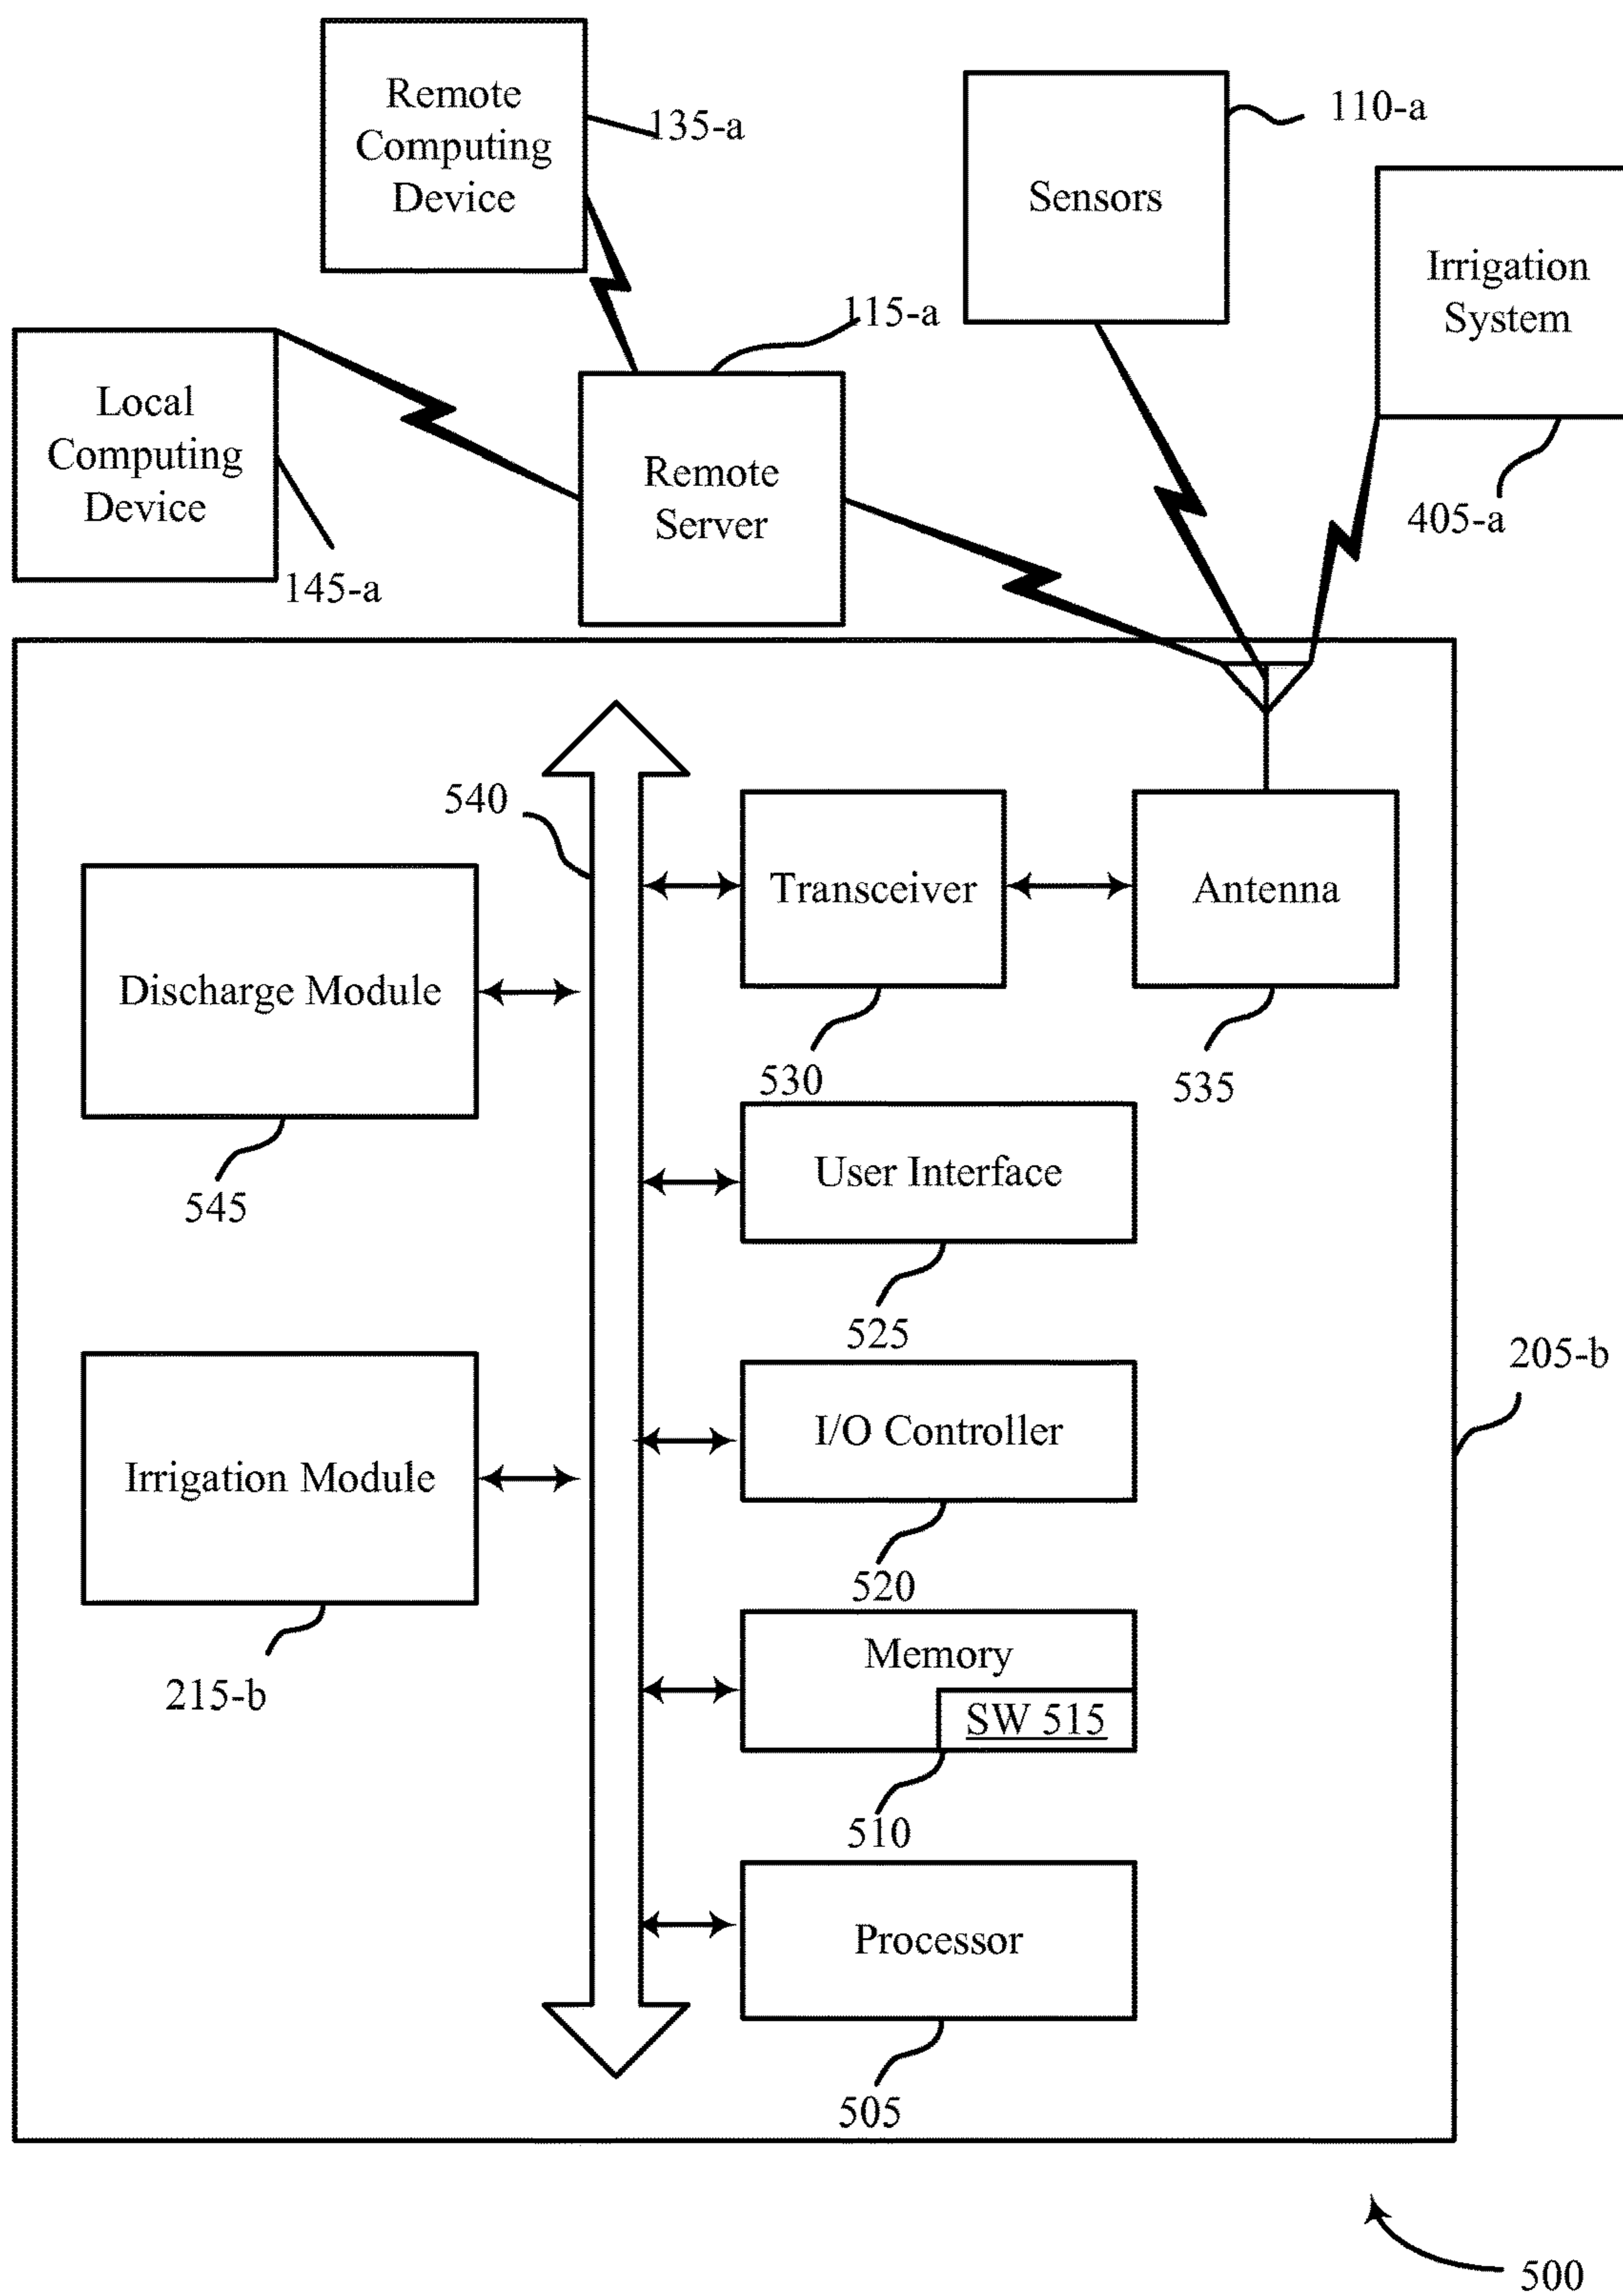 Remote
Computing
Device
135-a
Sensors
110-a
Irrigation
System
405-a
115-a
Local
Computing
Device
145-a
Remote
Server
540
Transceiver
530
Antenna
535
Discharge Module
545
User Interface
525
205-b
I/O Controller
520
Irrigation Module
215-b
Memory
SW 515
510
Processor
505
500